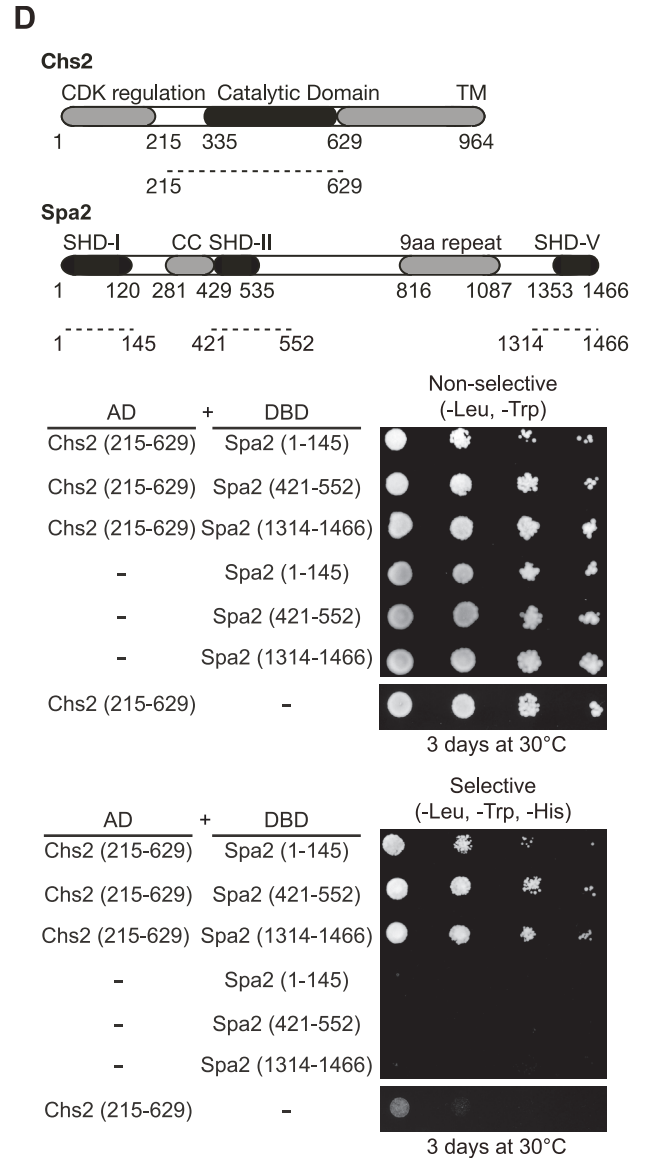 D
Chs2
CDK regulation Catalytic Domain TM
1 215 335 629 964
215 629
Spa2
SHD-I CC SHD-II 9aa repeat SHD-V
1 120 281 429 535 816 1087 1353 1466
1 145 421 552 1314 1466
Non-selective
(-Leu, -Trp)
AD + DBD
Chs2 (215-629) Spa2 (1-145)
Chs2 (215-629) Spa2 (421-552)
Chs2 (215-629) Spa2 (1314-1466)
– Spa2 (1-145)
– Spa2 (421-552)
– Spa2 (1314-1466)
Chs2 (215-629) –
3 days at 30°C
Selective
(-Leu, -Trp, -His)
AD + DBD
Chs2 (215-629) Spa2 (1-145)
Chs2 (215-629) Spa2 (421-552)
Chs2 (215-629) Spa2 (1314-1466)
– Spa2 (1-145)
– Spa2 (421-552)
– Spa2 (1314-1466)
Chs2 (215-629) –
3 days at 30°C